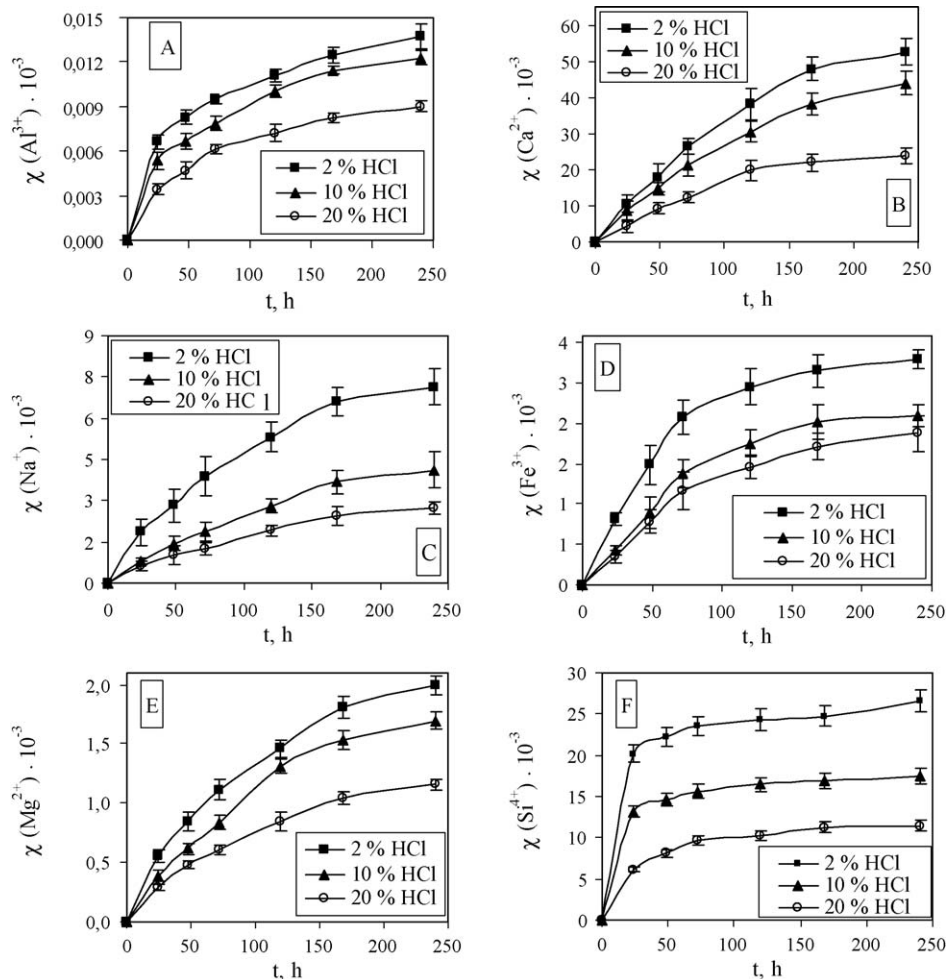 0,015
0,012
0,009
0,006
0,003
0,000
χ (Al³⁺) · 10⁻³
A
2 % HCl
10 % HCl
20 % HCl
0 50 100 150 200 250
t, h
60
50
40
30
20
10
0
χ (Ca²⁺) · 10⁻³
2 % HCl
10 % HCl
20 % HCl
B
0 50 100 150 200 250
t, h
9
8
6
5
3
2
0
χ (Na⁺) · 10⁻³
2 % HCl
10 % HCl
20 % HC l
C
0 50 100 150 200 250
t, h
4
3
3
2
2
1
1
0
χ (Fe³⁺) · 10⁻³
D
2 % HCl
10 % HCl
20 % HCl
0 50 100 150 200 250
t, h
2,0
1,5
1,0
0,5
0,0
χ (Mg²⁺) · 10⁻³
E
2 % HCl
10 % HCl
20 % HCl
0 50 100 150 200 250
t, h
30
25
20
15
10
5
0
χ (Si⁴⁺) · 10⁻³
F
2 % HCl
10 % HCl
20 % HCl
0 50 100 150 200 250
t, h